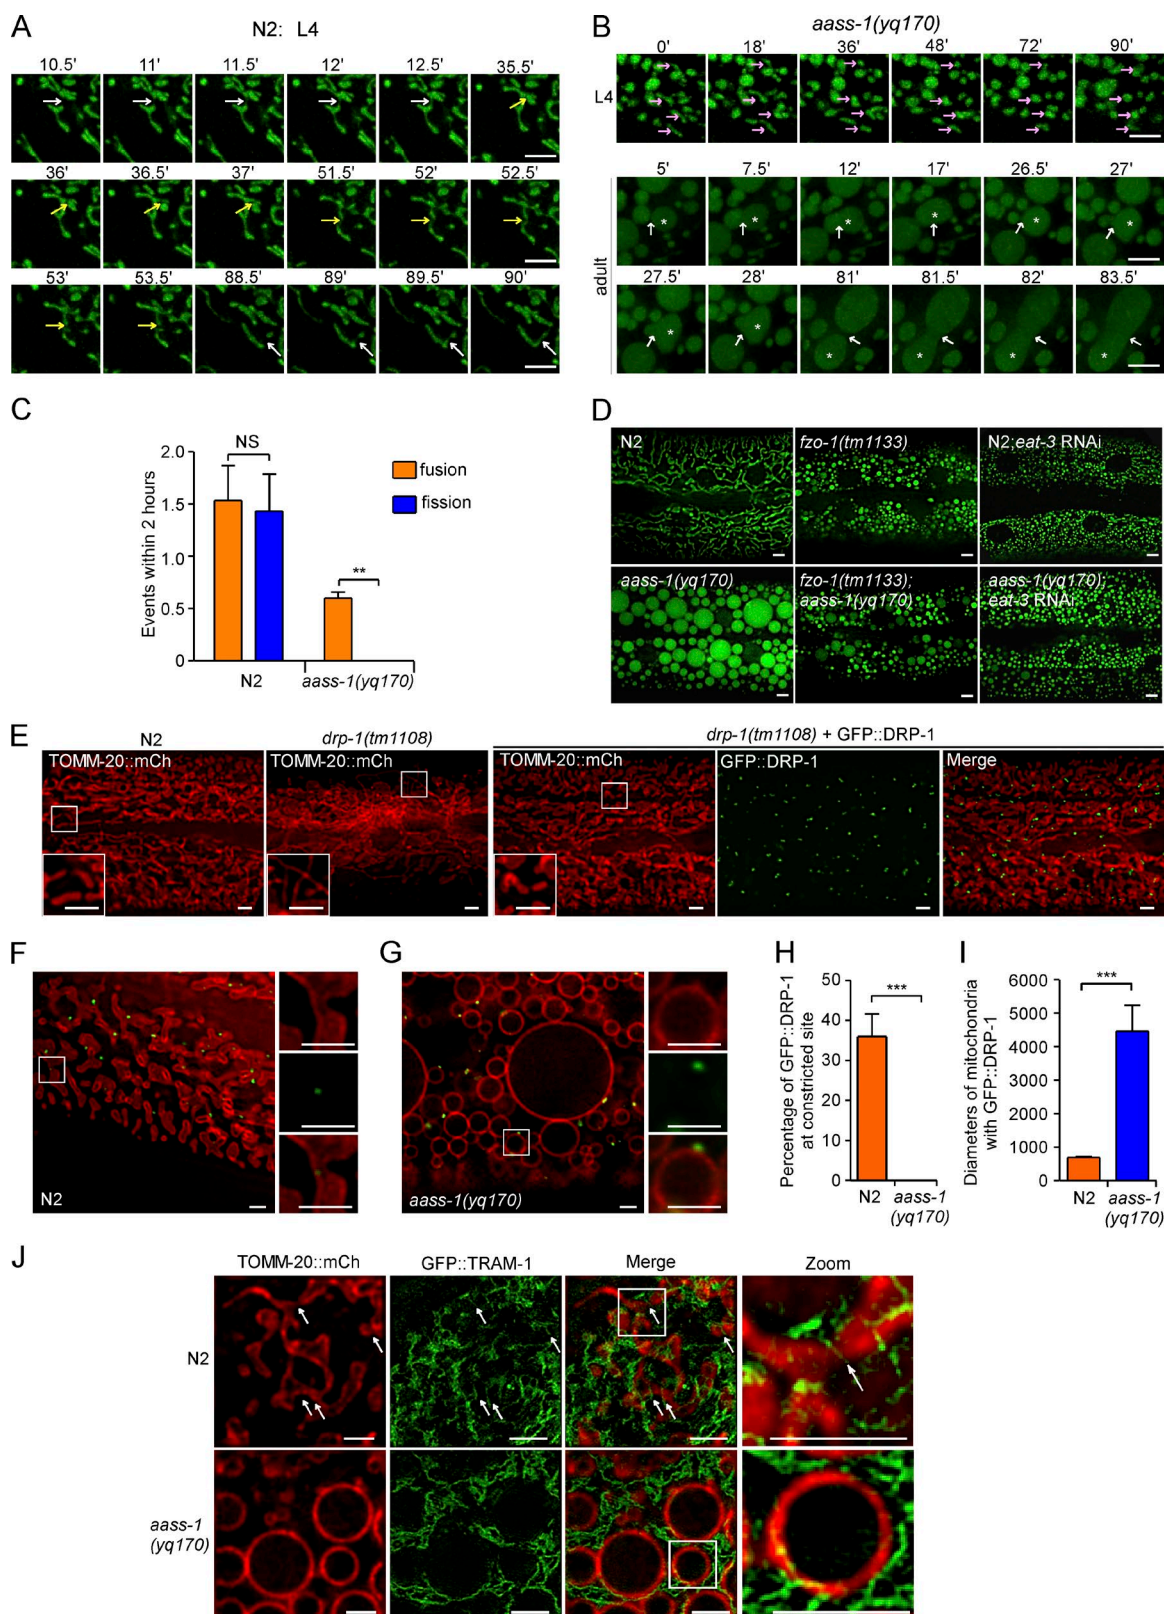 A
N2: L4
10.5' 11' 11.5' 12' 12.5' 35.5'
36' 36.5' 37' 51.5' 52' 52.5'
53' 53.5' 88.5' 89' 89.5' 90'
B
aass-1(yq170)
0' 18' 36' 48' 72' 90'
L4
5' 7.5' 12' 17' 26.5' 27'
* * * * *
adult
27.5' 28' 81' 81.5' 82' 83.5'
* * * * * 
C
NS
2.0
1.5
1.0
0.5
0
Events within 2 hours
**
fusion
fission
N2 aass-1(yq170)
D
N2
fzo-1(tm1133)
N2;eat-3 RNAi
aass-1(yq170)
fzo-1(tm1133);
aass-1(yq170)
aass-1(yq170);
eat-3 RNAi
E
N2
drp-1(tm1108)
drp-1(tm1108) + GFP::DRP-1
TOMM-20::mCh
TOMM-20::mCh
TOMM-20::mCh
GFP::DRP-1
Merge
F
N2
G
aass-1(yq170)
H
Percentage of GFP::DRP-1
at constricted site
50
40
30
20
10
0
***
N2 aass-1
(yq170)
I
Diameters of mitochondria
with GFP::DRP-1
6000
5000
4000
3000
2000
1000
0
***
N2 aass-1
(yq170)
J
TOMM-20::mCh GFP::TRAM-1 Merge Zoom
N2
aass-1
(yq170)